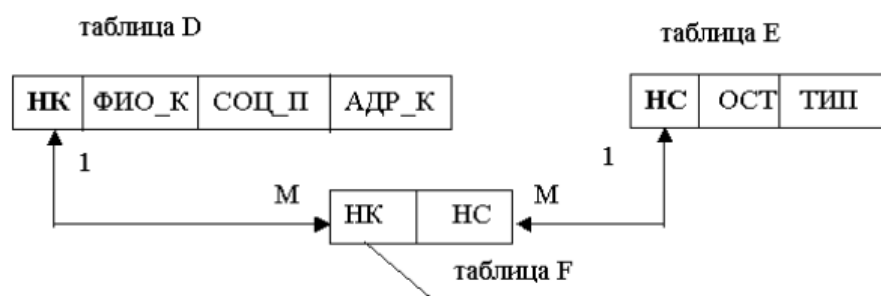 таблица D
таблица E
НК ФИО_К СОЦ_П АДР_К
НС ОСТ ТИП
1
1
М
М
НК НС
таблица F